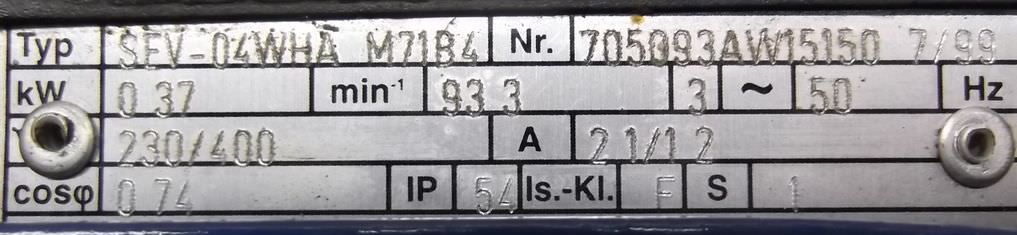 Typ SEV-04WHA M71B4 Nr. 705093AW15150 7/99
kW 0.37 min-¹ 93.3 3 ~ 50 Hz
230/400 A 2.1/1.2
cosφ 0.74 IP 54 Is.-Kl. F S 1